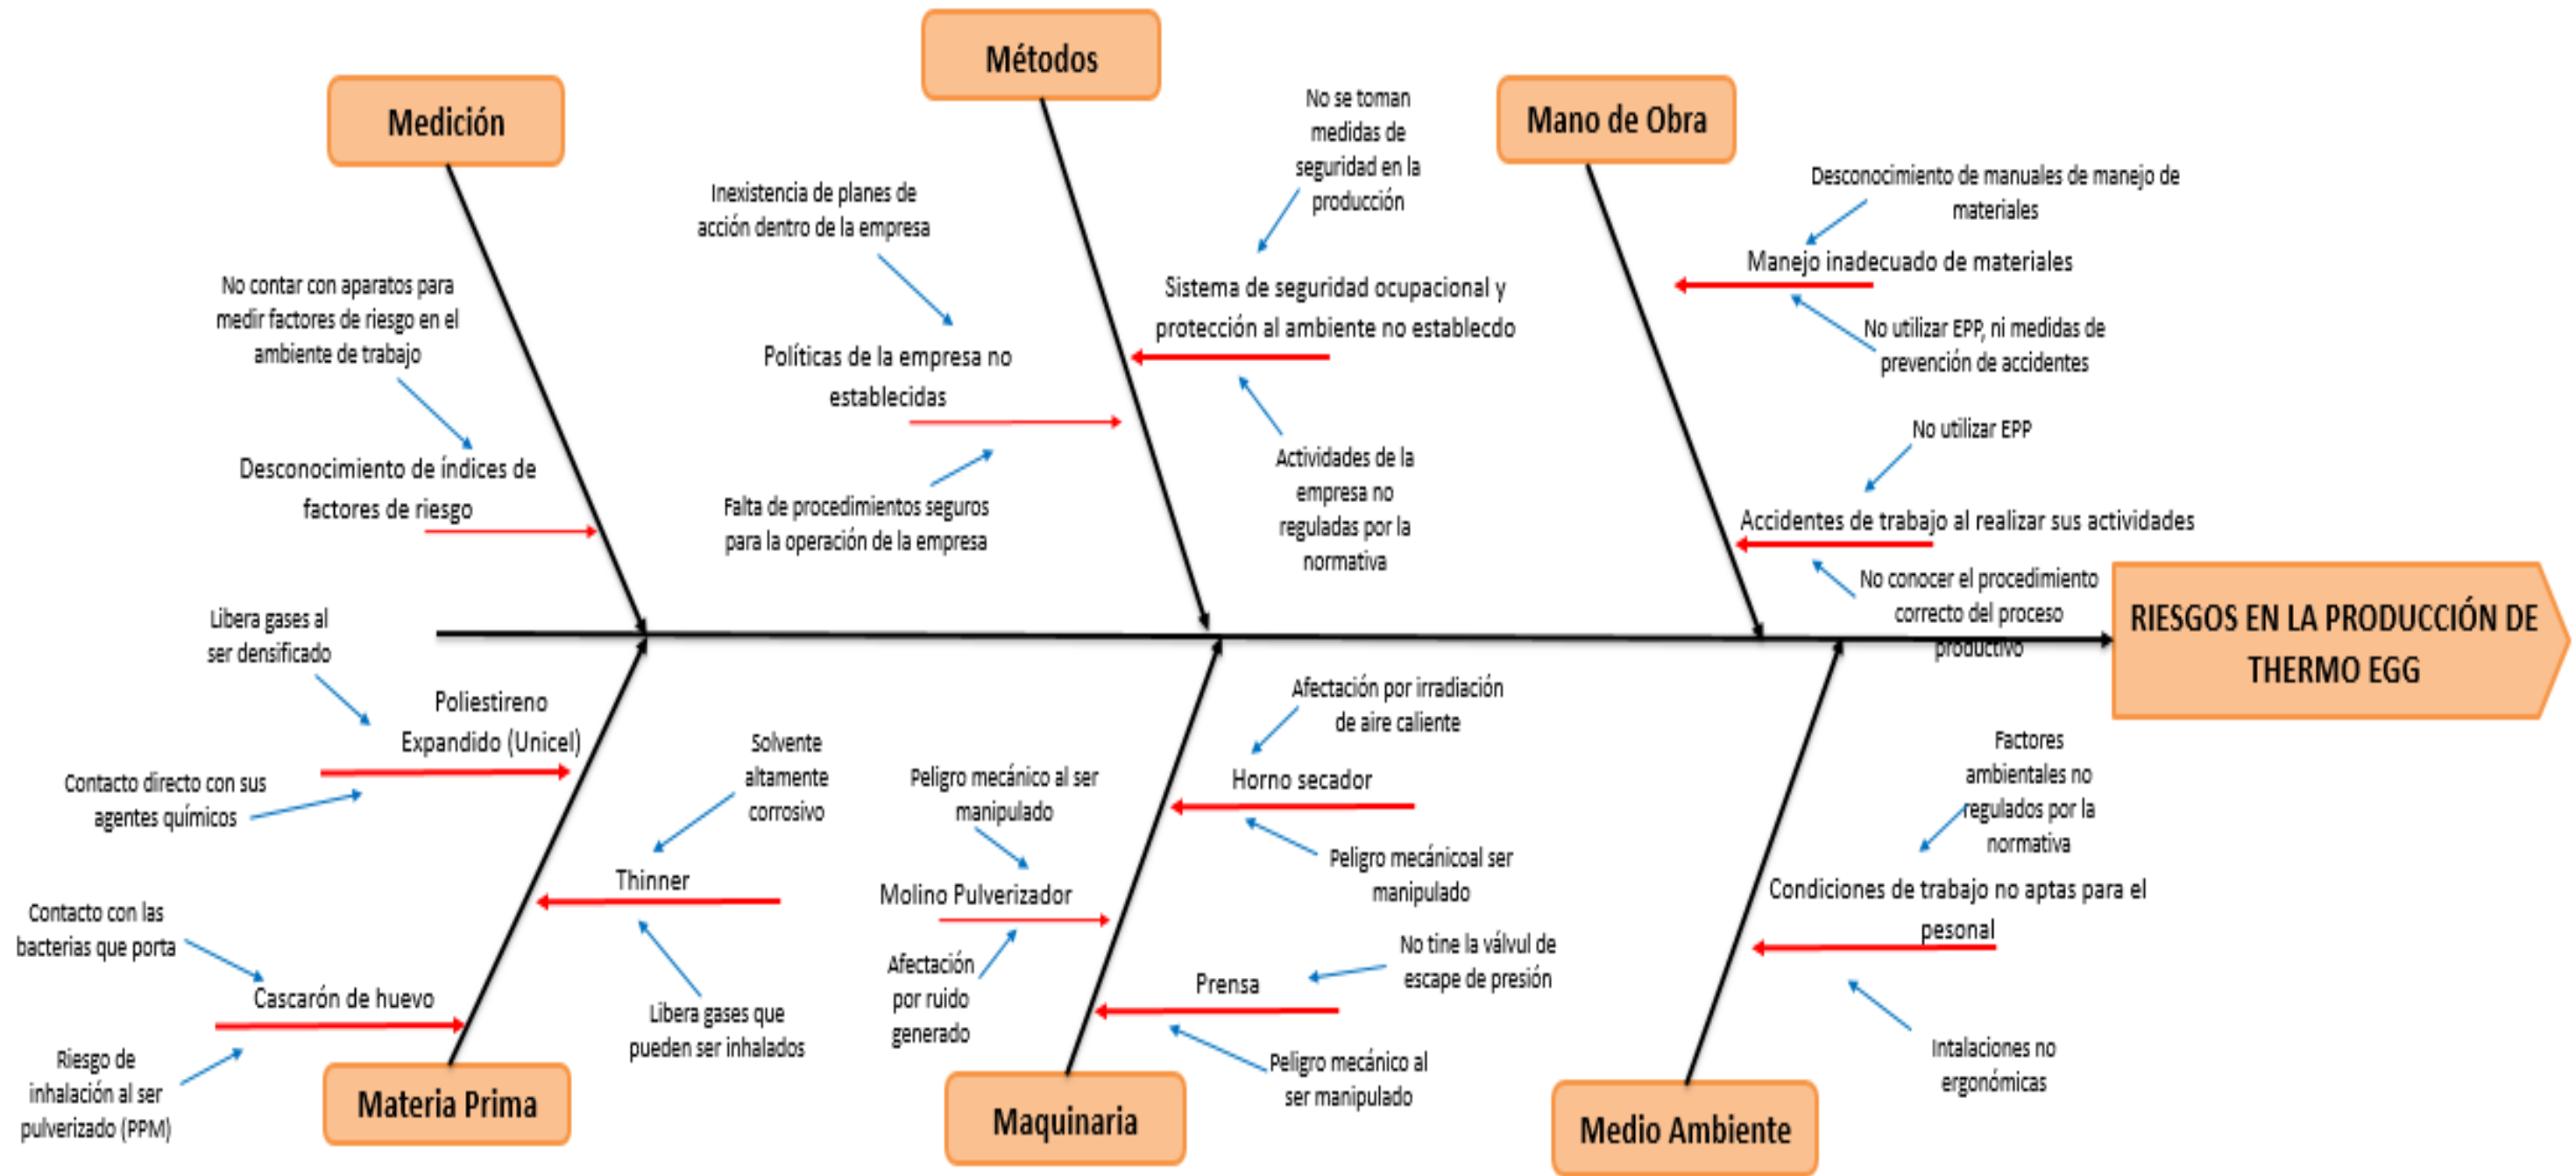 Medición
No contar con aparatos para
medir factores de riesgo en el
ambiente de trabajo
Desconocimiento de índices de
factores de riesgo
Métodos
Inexistencia de planes de
acción dentro de la empresa
Políticas de la empresa no
establecidas
Falta de procedimientos seguros
para la operación de la empresa
No se toman
medidas de
seguridad en la
producción
Sistema de seguridad ocupacional y
protección al ambiente no establecdo
Actividades de la
empresa no
reguladas por la
normativa
Mano de Obra
Desconocimiento de manuales de manejo de
materiales
Manejo inadecuado de materiales
No utilizar EPP, ni medidas de
prevención de accidentes
No utilizar EPP
Accidentes de trabajo al realizar sus actividades
No conocer el procedimiento
correcto del proceso
productivo
RIESGOS EN LA PRODUCCIÓN DE
THERMO EGG
Libera gases al
ser densificado
Poliestireno
Expandido (Unicel)
Contacto directo con sus
agentes químicos
Solvente
altamente
corrosivo
Thinner
Libera gases que
pueden ser inhalados
Contacto con las
bacterias que porta
Cascarón de huevo
Riesgo de
inhalación al ser
pulverizado (PPM)
Materia Prima
Afectación por irradiación
de aire caliente
Horno secador
Peligro mecánicoal ser
manipulado
Peligro mecánico al ser
manipulado
Molino Pulverizador
Afectación
por ruido
generado
No tine la válvul de
escape de presión
Prensa
Peligro mecánico al
ser manipulado
Maquinaria
Factores
ambientales no
regulados por la
normativa
Condiciones de trabajo no aptas para el
pesonal
Intalaciones no
ergonómicas
Medio Ambiente